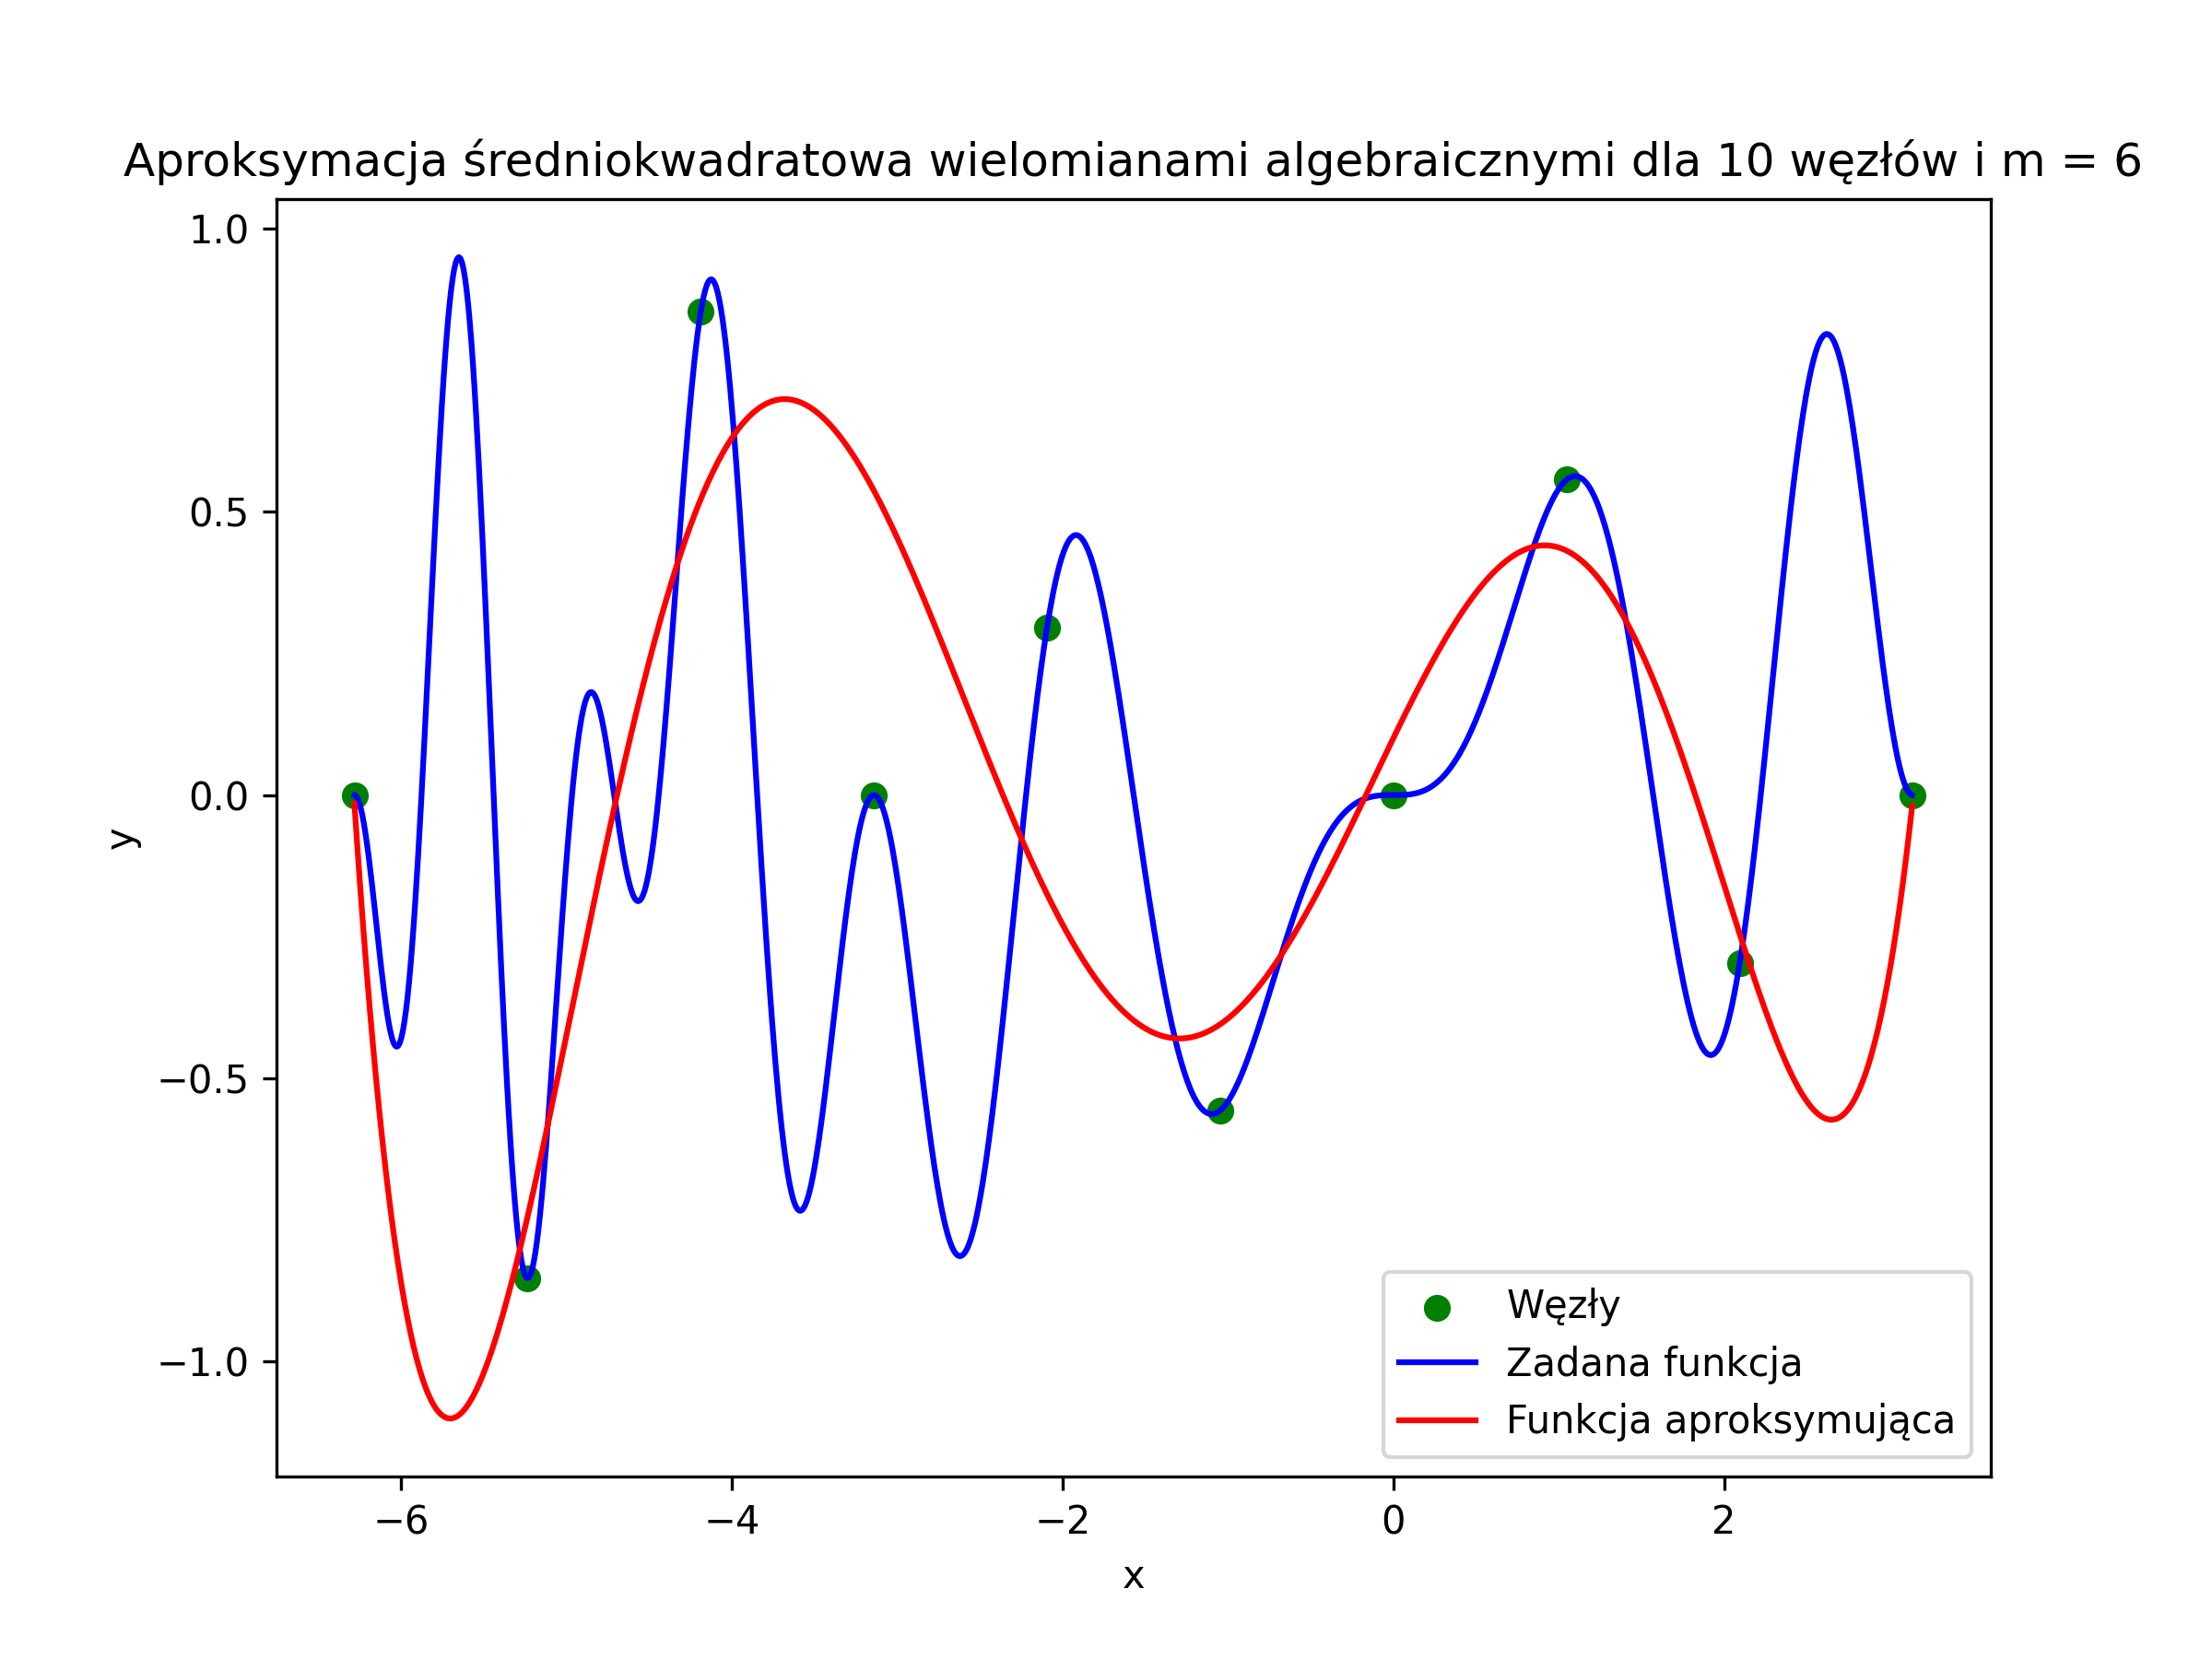 Aproksymacja średniokwadratowa wielomianami algebraicznymi dla 10 węzłów i m = 6
1.0
0.5
0.0
−0.5
−1.0
y
−6
−4
−2
0
2
x
Węzły
Zadana funkcja
Funkcja aproksymująca